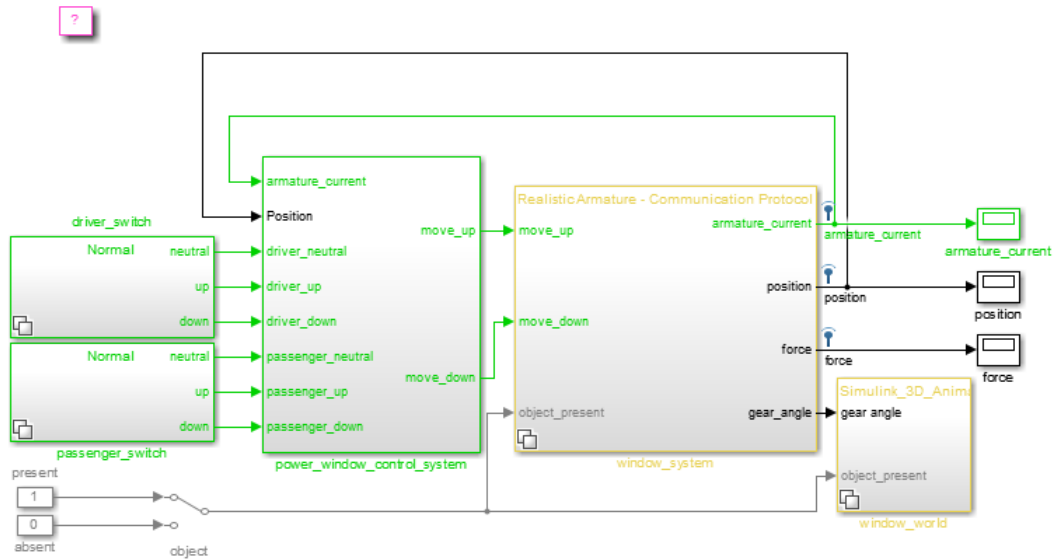 ?
driver_switch
Normal
neutral
up
down
Normal
neutral
up
down
passenger_switch
armature_current
Position
driver_neutral
driver_up
driver_down
passenger_neutral
passenger_up
passenger_down
move_up
move_down
power_window_control_system
Realistic Armature - Communication Protocol
move_up
move_down
object_present
armature_current
position
force
gear_angle
window_system
armature_current
position
force
armature_current
position
force
Simulink_3D_Anima
gear angle
object_present
window_world
present
1
0
absent
object